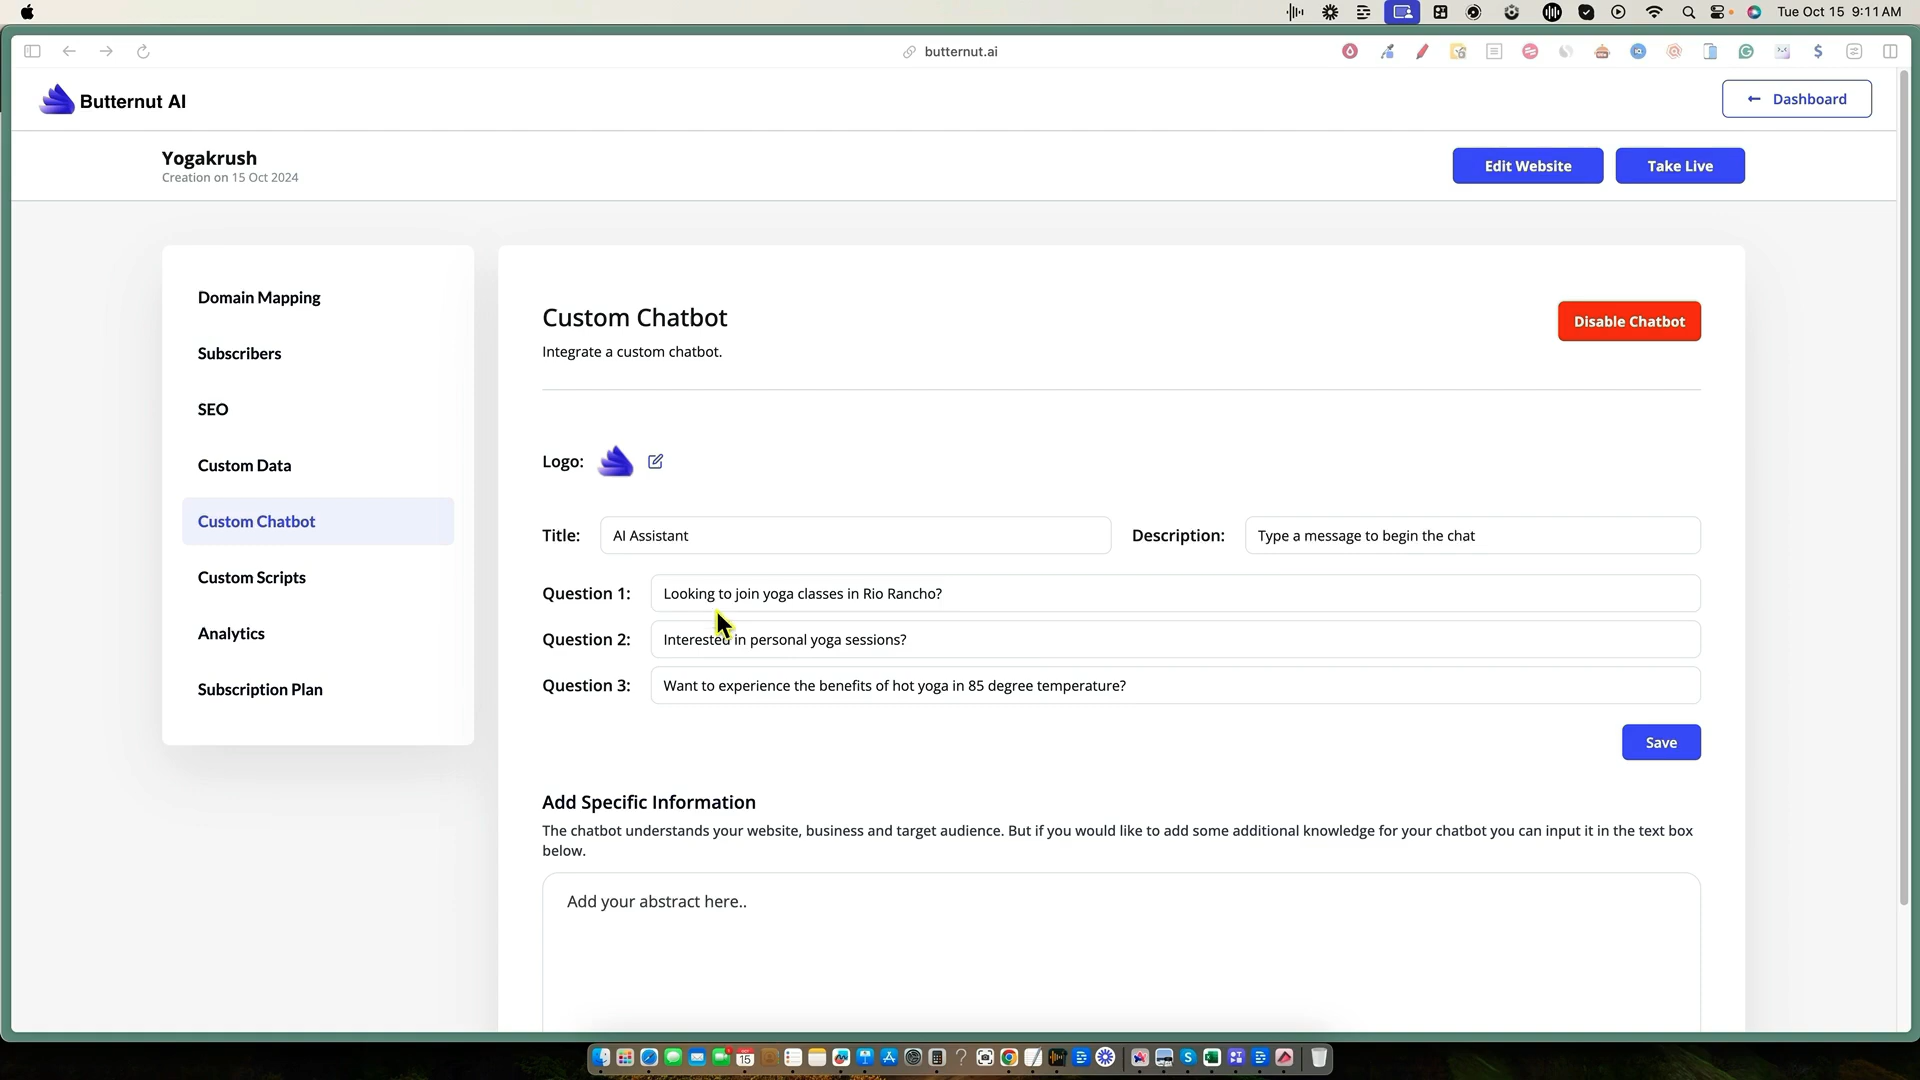 Tue Oct 15 9:11 AM
butternut.ai
Butternut AI
← Dashboard
Yogakrush
Creation on 15 Oct 2024
Edit Website
Take Live
Domain Mapping
Subscribers
SEO
Custom Data
Custom Chatbot
Custom Scripts
Analytics
Subscription Plan
Custom Chatbot
Integrate a custom chatbot.
Disable Chatbot
Logo:
Title: AI Assistant
Description: Type a message to begin the chat
Question 1: Looking to join yoga classes in Rio Rancho?
Question 2: Interested in personal yoga sessions?
Question 3: Want to experience the benefits of hot yoga in 85 degree temperature?
Save
Add Specific Information
The chatbot understands your website, business and target audience. But if you would like to add some additional knowledge for your chatbot you can input it in the text box
below.
Add your abstract here..
15